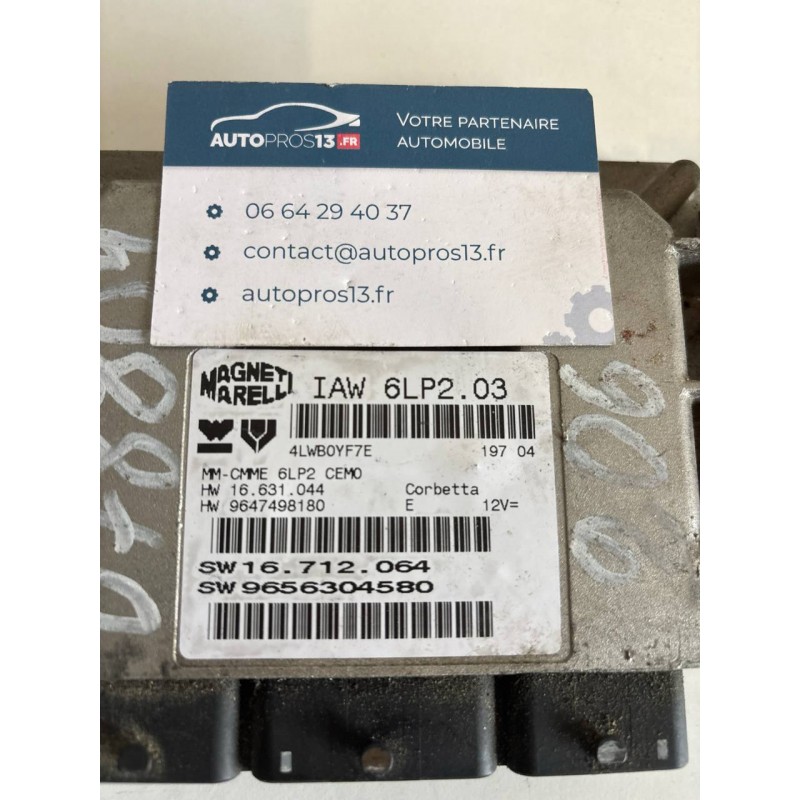 AUTOPROS13.FR
VOTRE PARTENAIRE
AUTOMOBILE
06 64 29 40 37
contact@autopros13.fr
autopros13.fr
MAGNETI
MARELLI
IAW 6LP2.03
4LWB0YF7E 197 04
MM-CMME 6LP2 CEM0
HW 16.631.044 Corbetta
HW 9647498180 E 12V=
SW 16.712.064
SW 9656304580